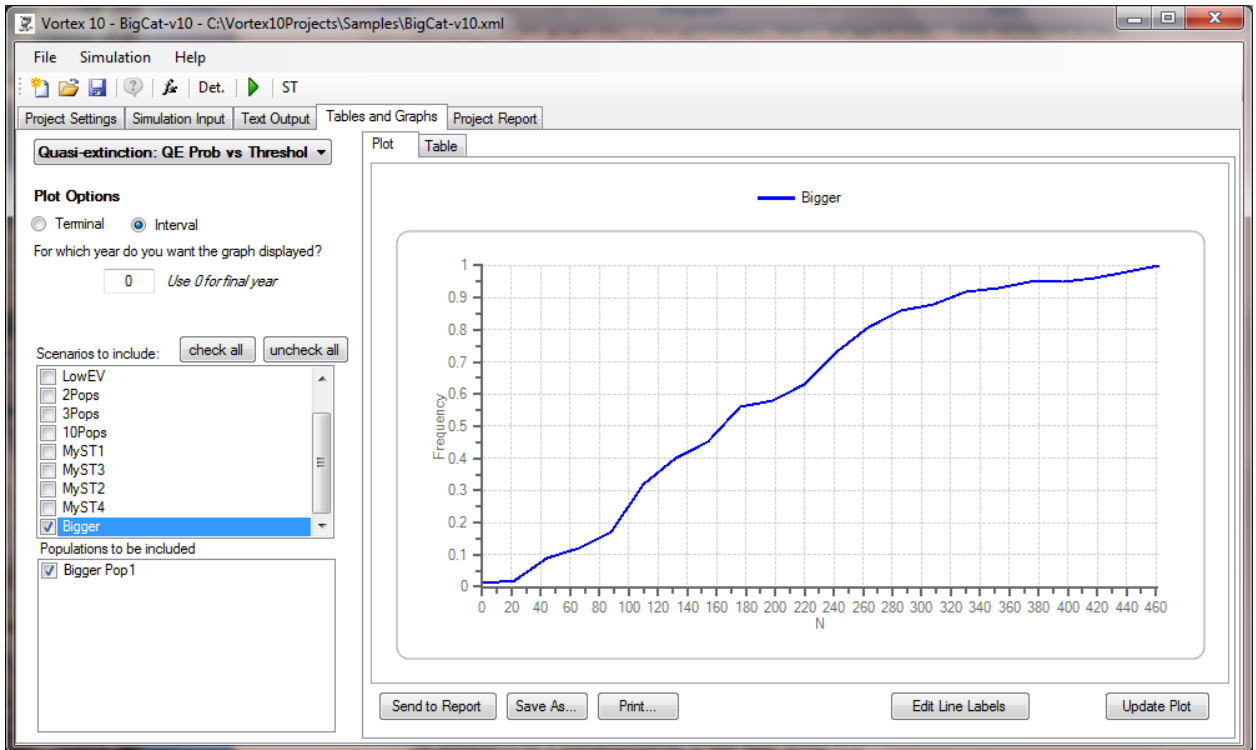 Vortex 10 - BigCat-v10 - C:\Vortex10Projects\Samples\BigCat-v10.xml
File Simulation Help
fx Det. ST
Project Settings Simulation Input Text Output Tables and Graphs Project Report
Quasi-extinction: QE Prob vs Threshol
Plot Options
Terminal Interval
For which year do you want the graph displayed?
0 Use 0 for final year
Scenarios to include: check all uncheck all
LowEV
2Pops
3Pops
10Pops
MyST1
MyST3
MyST2
MyST4
Bigger
Populations to be included
Bigger Pop1
Plot Table
Bigger
Frequency
1
0.9
0.8
0.7
0.6
0.5
0.4
0.3
0.2
0.1
0
0 20 40 60 80 100 120 140 160 180 200 220 240 260 280 300 320 340 360 380 400 420 440 460
N
Send to Report Save As... Print... Edit Line Labels Update Plot